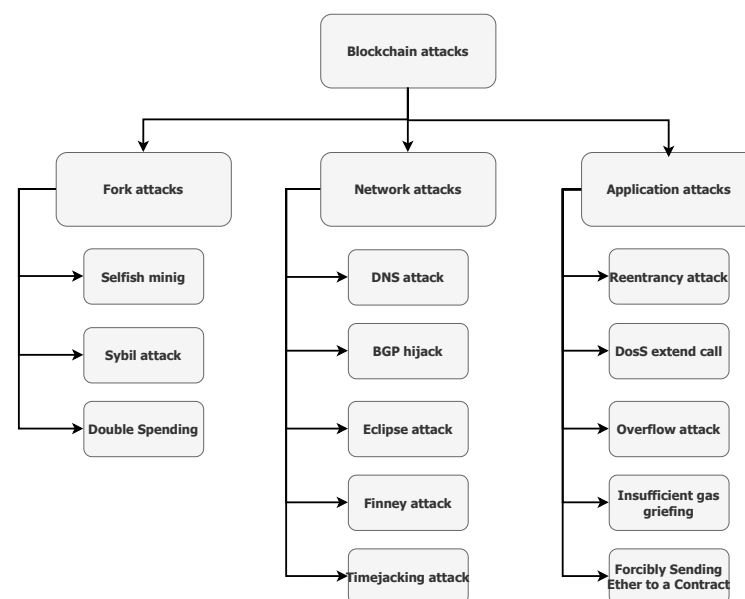 Blockchain attacks
Fork attacks
Network attacks
Application attacks
Selfish minig
DNS attack
Reentrancy attack
Sybil attack
BGP hijack
DosS extend call
Double Spending
Eclipse attack
Overflow attack
Finney attack
Insufficient gas
griefing
Timejacking attack
Forcibly Sending
Ether to a Contract